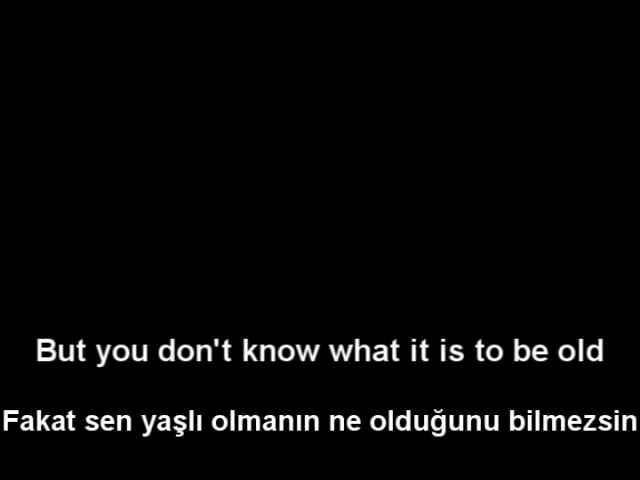 But you don't know what it is to be old
Fakat sen yaşlı olmanın ne olduğunu bilmezsin